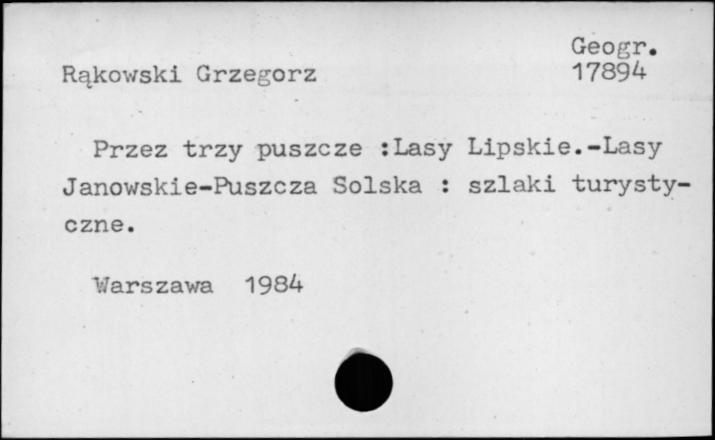 Geogr.
Rąkowski Grzegorz 17894
Przez trzy puszcze :Lasy Lipskie.-Lasy
Janowskie-Puszcza Solska : szlaki turysty-
czne.
Warszawa 1984